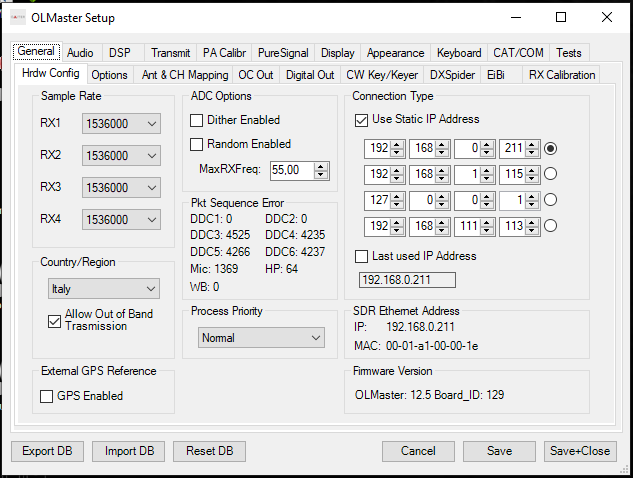 OLMaster Setup
General Audio DSP Transmit PA Calibr PureSignal Display Appearance Keyboard CAT/COM Tests
Hrdw Config Options Ant & CH Mapping OC Out Digital Out CW Key/Keyer DXSpider EiBi RX Calibration
Sample Rate
RX1 1536000
RX2 1536000
RX3 1536000
RX4 1536000
Country/Region
Italy
Allow Out of Band
Trasmission
External GPS Reference
GPS Enabled
ADC Options
Dither Enabled
Random Enabled
MaxRXFreq: 55,00
Pkt Sequence Error
DDC1: 0 DDC2: 0
DDC3: 4525 DDC4: 4235
DDC5: 4266 DDC6: 4237
Mic: 1369 HP: 64
WB: 0
Process Priority
Normal
Connection Type
Use Static IP Address
192 168 0 211
192 168 1 115
127 0 0 1
192 168 111 113
Last used IP Address
192.168.0.211
SDR Ethernet Address
IP: 192.168.0.211
MAC: 00-01-a1-00-00-1e
Firmware Version
OLMaster: 12.5 Board_ID: 129
Export DB Import DB Reset DB Cancel Save Save+Close